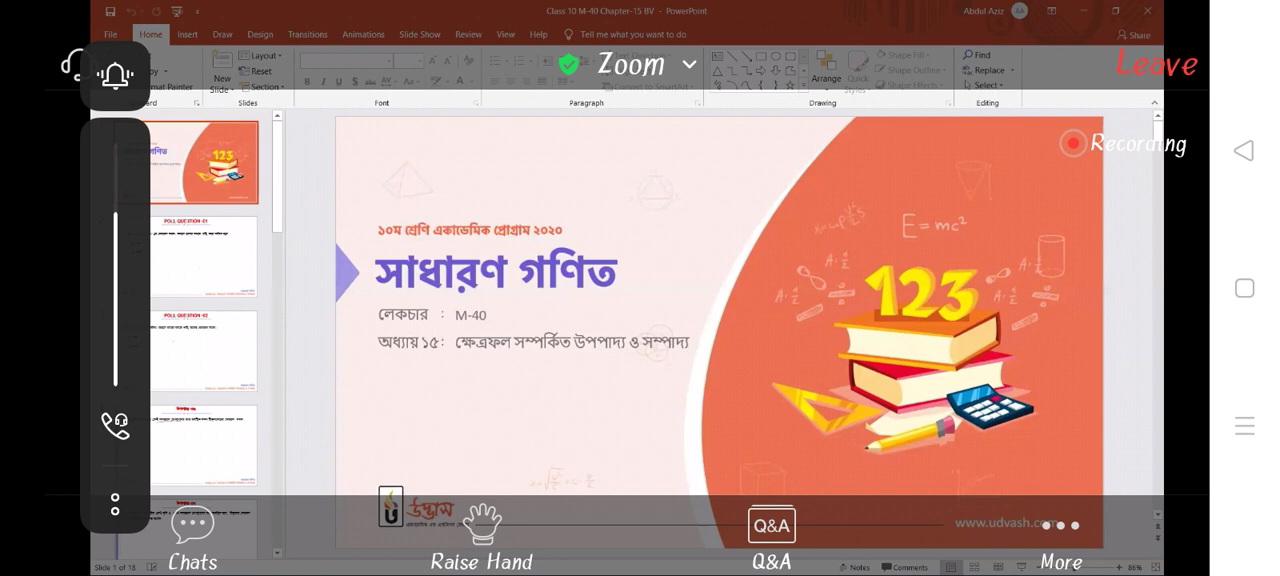 Class 10 M-40 Chapter-15 BV - PowerPoint
Abdul Aziz
AA
File Home Insert Draw Design Transitions Animations Slide Show Review View Help Tell me what you want to do
Share
Layout
Reset
Section
New
Slide
Zoom
Leave
Arrange
Quick
Styles
Shape Fill
Shape Outline
Shape Effects
Find
Replace
Select
Slides
Font
Paragraph
Drawing
Editing
Recording
POLL QUESTION-01
POLL QUESTION-02
১০ম শ্রেণি একাডেমিক প্রোগ্রাম ২০২০
সাধারণ গণিত
লেকচার : M-40
অধ্যায় ১৫: ক্ষেত্রফল সম্পর্কিত উপপাদ্য ও সম্পাদ্য
E=mc²
123
উদ্ভাস
www.udvash.com
Chats
Raise Hand
Q&A
Q&A
More
Slide 1 of 18
Notes
Comments
86%